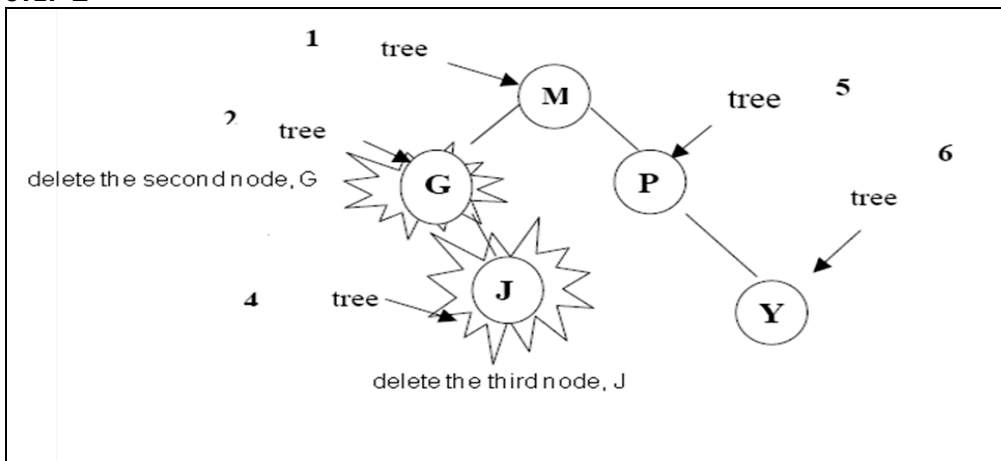 1
tree
M
tree
5
2
tree
6
delete the second node, G
G
P
tree
4
tree
J
Y
delete the third node, J